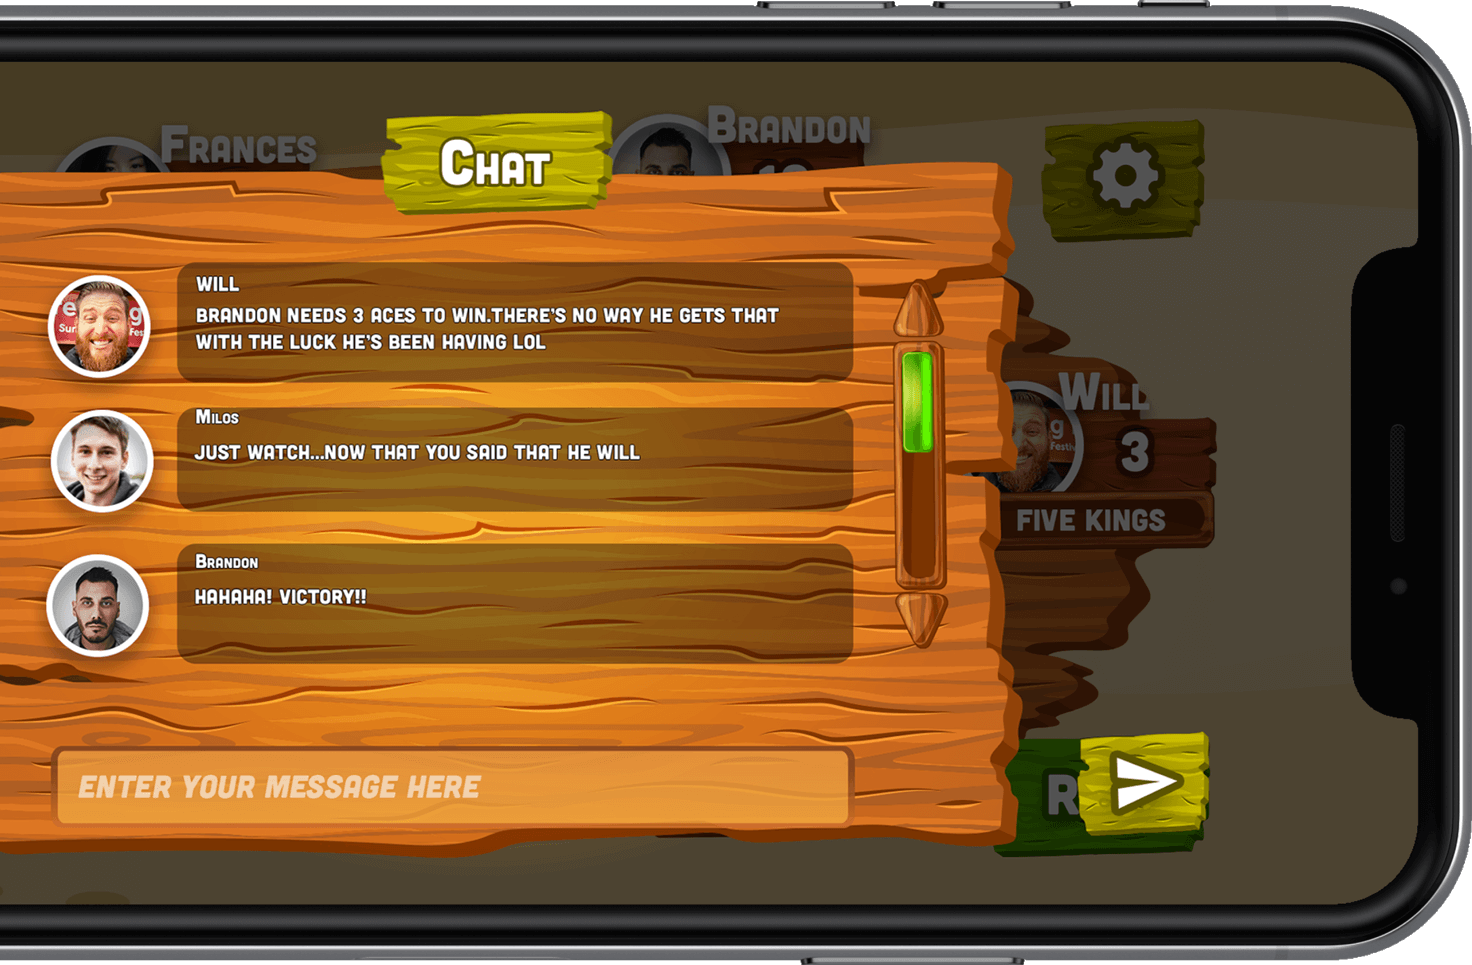 Frances
Brandon
Chat
WILL
BRANDON NEEDS 3 ACES TO WIN.THERE'S NO WAY HE GETS THAT
WITH THE LUCK HE'S BEEN HAVING LOL
Milos
JUST WATCH...NOW THAT YOU SAID THAT HE WILL
Brandon
HAHAHA! VICTORY!!
ENTER YOUR MESSAGE HERE
Will
3
FIVE KINGS